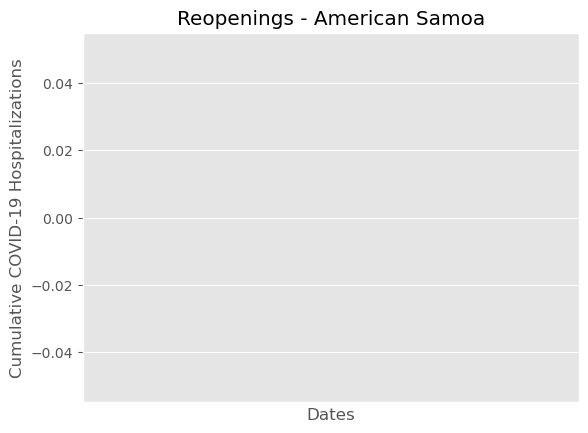 Reopenings - American Samoa
Cumulative COVID-19 Hospitalizations
0.04
0.02
0.00
−0.02
−0.04
Dates